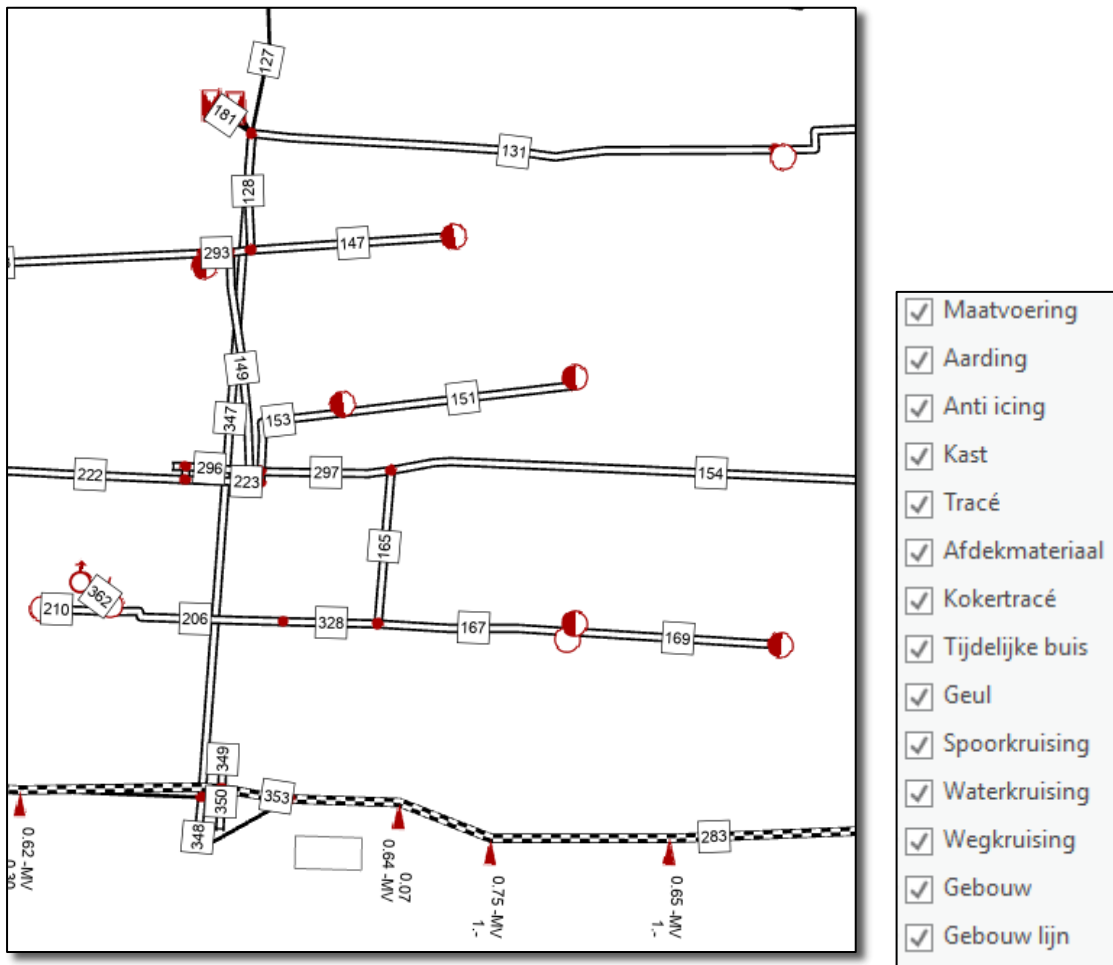 127
181
131
128
293
147
149
347
153
151
296
297
222
223
154
165
362
210
206
328
167
169
349
350
353
348
283
0.62 -MV
0.07
0.64 -MV
0.75 -MV
1.-
0.65 -MV
1.-
Maatvoering
Aarding
Anti icing
Kast
Tracé
Afdekmateriaal
Kokertracé
Tijdelijke buis
Geul
Spoorkruising
Waterkruising
Wegkruising
Gebouw
Gebouw lijn